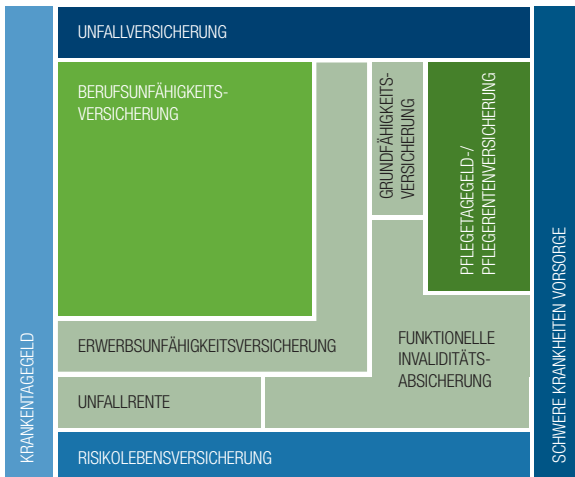 UNFALLVERSICHERUNG
BERUFSUNFÄHIGKEITS-
VERSICHERUNG
GRUNDFÄHIGKEITS-
VERSICHERUNG
PFLEGETAGEGELD-/
PFLEGERENTENVERSICHERUNG
ERWERBSUNFÄHIGKEITSVERSICHERUNG
FUNKTIONELLE
INVALIDITÄTS-
ABSICHERUNG
UNFALLRENTE
RISIKOLEBENSVERSICHERUNG
KRANKENTAGEGELD
SCHWERE KRANKHEITEN VORSORGE